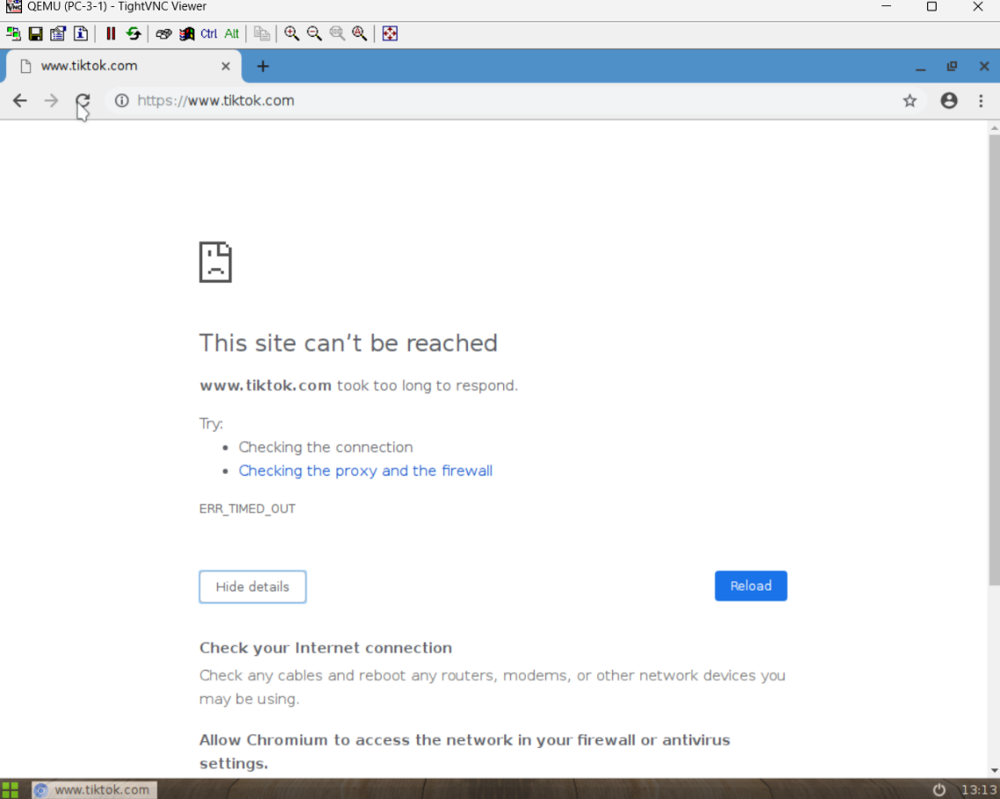 QEMU (PC-3-1) - TightVNC Viewer
Ctrl Alt
www.tiktok.com
https://www.tiktok.com
This site can't be reached
www.tiktok.com took too long to respond.
Try:
• Checking the connection
• Checking the proxy and the firewall
ERR_TIMED_OUT
Hide details
Reload
Check your Internet connection
Check any cables and reboot any routers, modems, or other network devices you
may be using.
Allow Chromium to access the network in your firewall or antivirus
settings.
www.tiktok.com
13:13